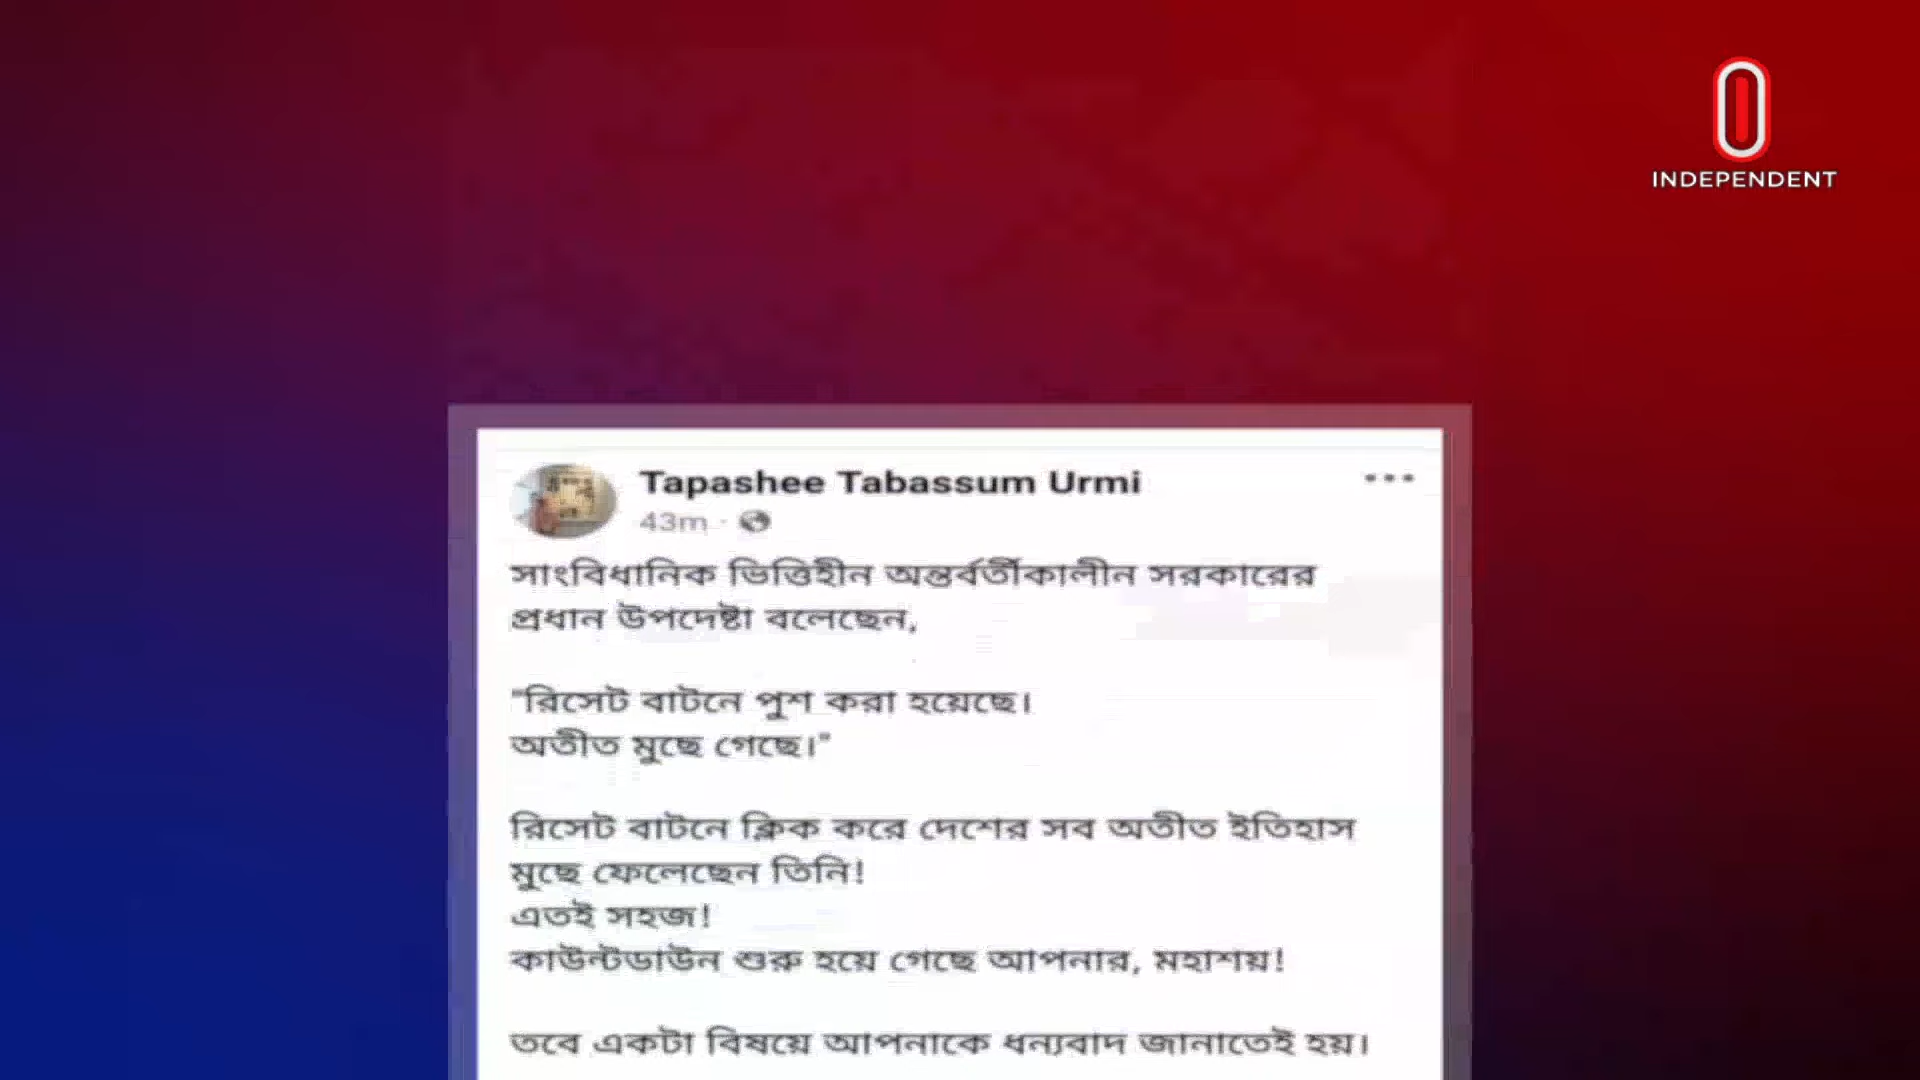 INDEPENDENT
Tapashee Tabassum Urmi
43m
সাংবিধানিক ভিত্তিহীন অন্তর্বর্তীকালীন সরকারের
প্রধান উপদেষ্টা বলেছেন,
"রিসেট বাটনে পুশ করা হয়েছে।
অতীত মুছে গেছে।"
রিসেট বাটনে ক্লিক করে দেশের সব অতীত ইতিহাস
মুছে ফেলেছেন তিনি!
এতই সহজ!
কাউন্টডাউন শুরু হয়ে গেছে আপনার, মহাশয়!
তবে একটা বিষয়ে আপনাকে ধন্যবাদ জানাতেই হয়।